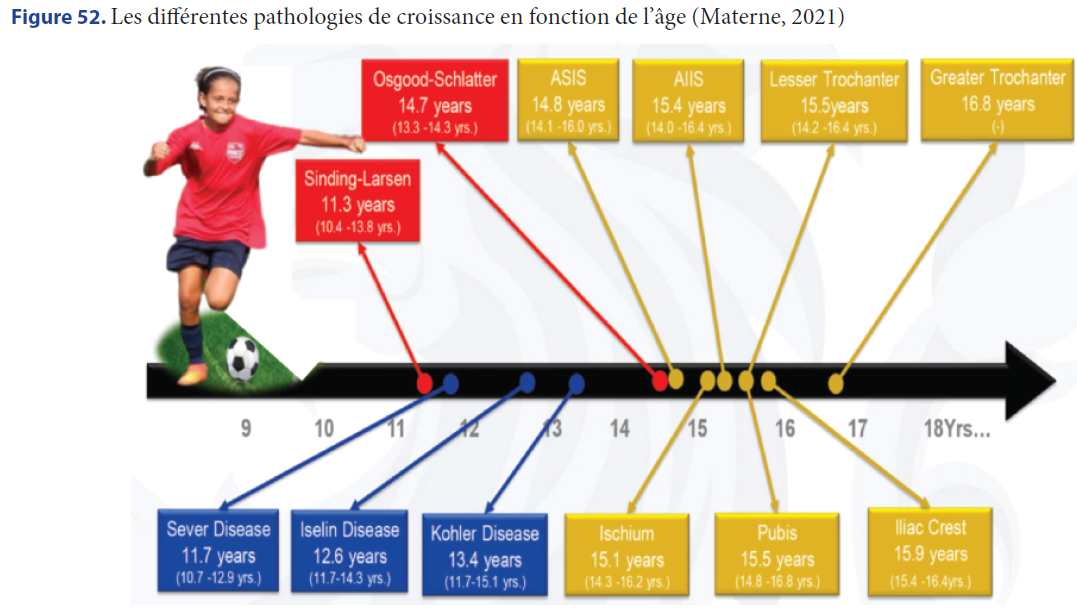 Figure 52. Les différentes pathologies de croissance en fonction de l'âge (Materne, 2021)
Osgood-Schlatter
14.7 years
(13.3 -14.3 yrs.)
ASIS
14.8 years
(14.1 -16.0 yrs.)
AIIS
15.4 years
(14.0 -16.4 yrs.)
Lesser Trochanter
15.5years
(14.2 -16.4 yrs.)
Greater Trochanter
16.8 years
(-)
Sinding-Larsen
11.3 years
(10.4 -13.8 yrs.)
9 10 11 12 13 14 15 16 17 18Yrs...
Sever Disease
11.7 years
(10.7 -12.9 yrs.)
Iselin Disease
12.6 years
(11.7-14.3 yrs.)
Kohler Disease
13.4 years
(11.7-15.1 yrs.)
Ischium
15.1 years
(14.3 -16.2 yrs.)
Pubis
15.5 years
(14.8 -16.8 yrs.)
Iliac Crest
15.9 years
(15.4 -16.4yrs.)